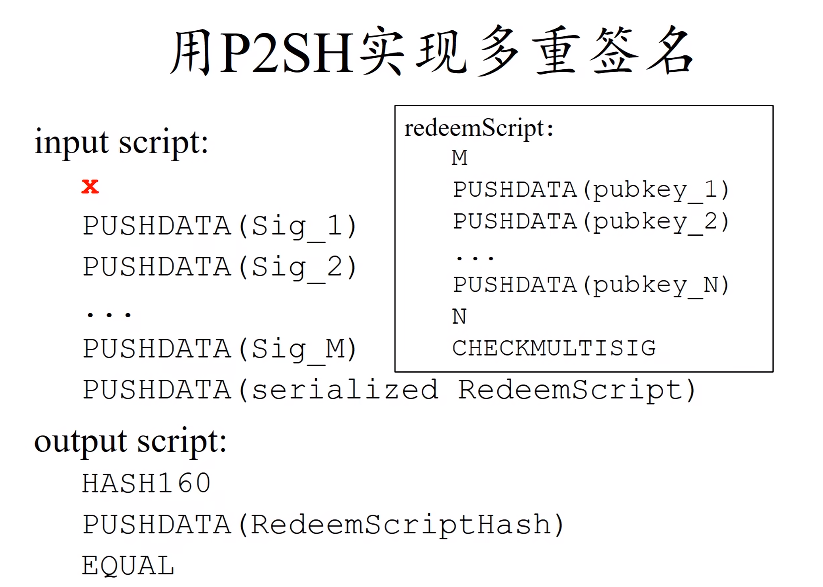 用P2SH实现多重签名
input script:
x
PUSHDATA(Sig_1)
PUSHDATA(Sig_2)
...
PUSHDATA(Sig_M)
PUSHDATA(serialized RedeemScript)
redeemScript:
M
PUSHDATA(pubkey_1)
PUSHDATA(pubkey_2)
...
PUSHDATA(pubkey_N)
N
CHECKMULTISIG
output script:
HASH160
PUSHDATA(RedeemScriptHash)
EQUAL